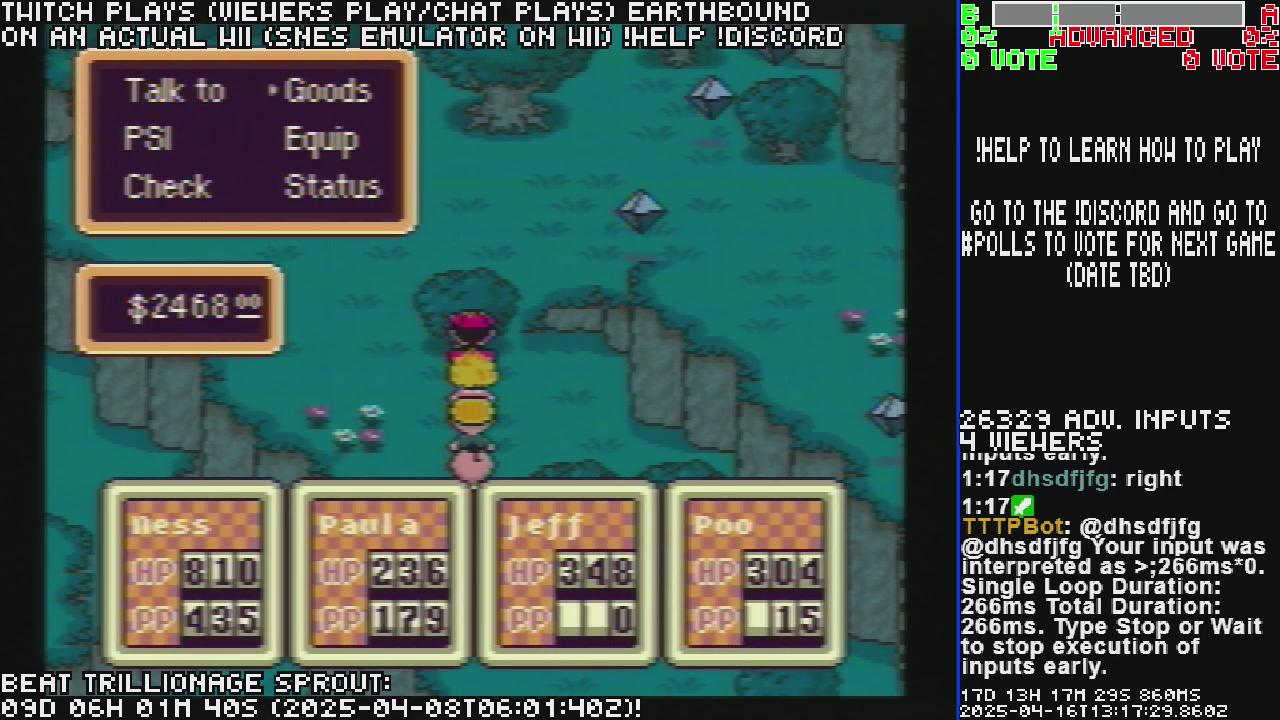 TWITCH PLAYS (VIEWERS PLAY/CHAT PLAYS) EARTHBOUND
ON AN ACTUAL WII (SNES EMULATOR ON WII) !HELP !DISCORD
Talk to •Goods
PSI Equip
Check Status
$2468.00
Ness Paula Jeff Poo
HP 810 HP 236 HP 348 HP 304
PP 435 PP 179 PP 0 PP 15
BEAT TRILLIONAGE SPROUT:
09D 06H 01M 40S (2025-04-08T06:01:40Z)!
B A
0% ADVANCED 0%
0 VOTE 0 VOTE
!HELP TO LEARN HOW TO PLAY
GO TO THE !DISCORD AND GO TO
#POLLS TO VOTE FOR NEXT GAME
(DATE TBD)
26329 ADV. INPUTS
4 VIEWERS
inputs early.
1:17 dhsdfjfg: right
1:17
TTTPBot: @dhsdfjfg
@dhsdfjfg Your input was
interpreted as >;266ms*0.
Single Loop Duration:
266ms Total Duration:
266ms. Type Stop or Wait
to stop execution of
inputs early.
17D 13H 17M 29S 860MS
2025-04-16T13:17:29.860Z